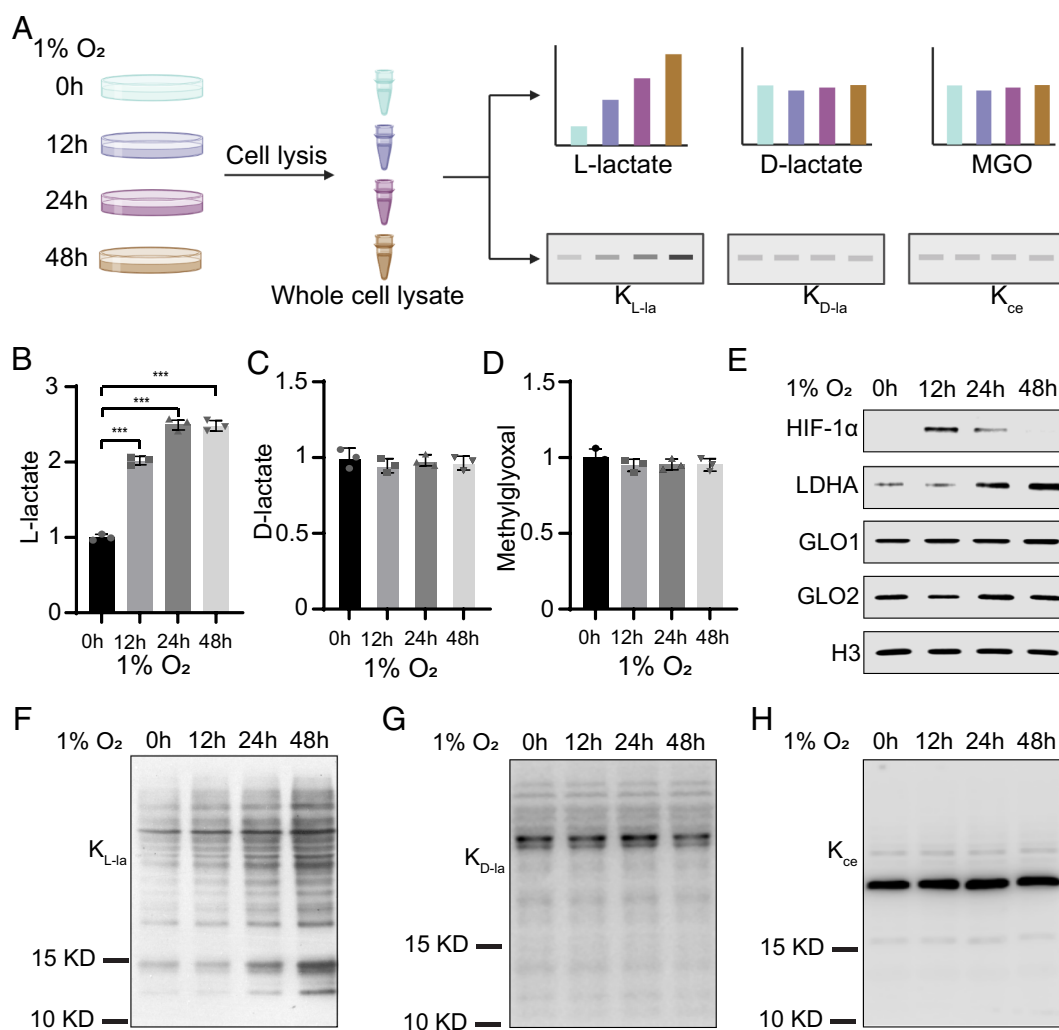 A
1% O₂
0h
12h
24h
48h
Cell lysis
Whole cell lysate
L-lactate
D-lactate
MGO
K_L-la
K_D-la
K_ce
B
L-lactate
3
2
1
0
***
***
***
0h 12h 24h 48h
1% O₂
C
D-lactate
1.5
1
0.5
0
0h 12h 24h 48h
1% O₂
D
Methylglyoxal
1.5
1
0.5
0
0h 12h 24h 48h
1% O₂
E
1% O₂ 0h 12h 24h 48h
HIF-1α
LDHA
GLO1
GLO2
H3
F
1% O₂ 0h 12h 24h 48h
K_L-la
15 KD
10 KD
G
1% O₂ 0h 12h 24h 48h
K_D-la
15 KD
10 KD
H
1% O₂ 0h 12h 24h 48h
K_ce
15 KD
10 KD